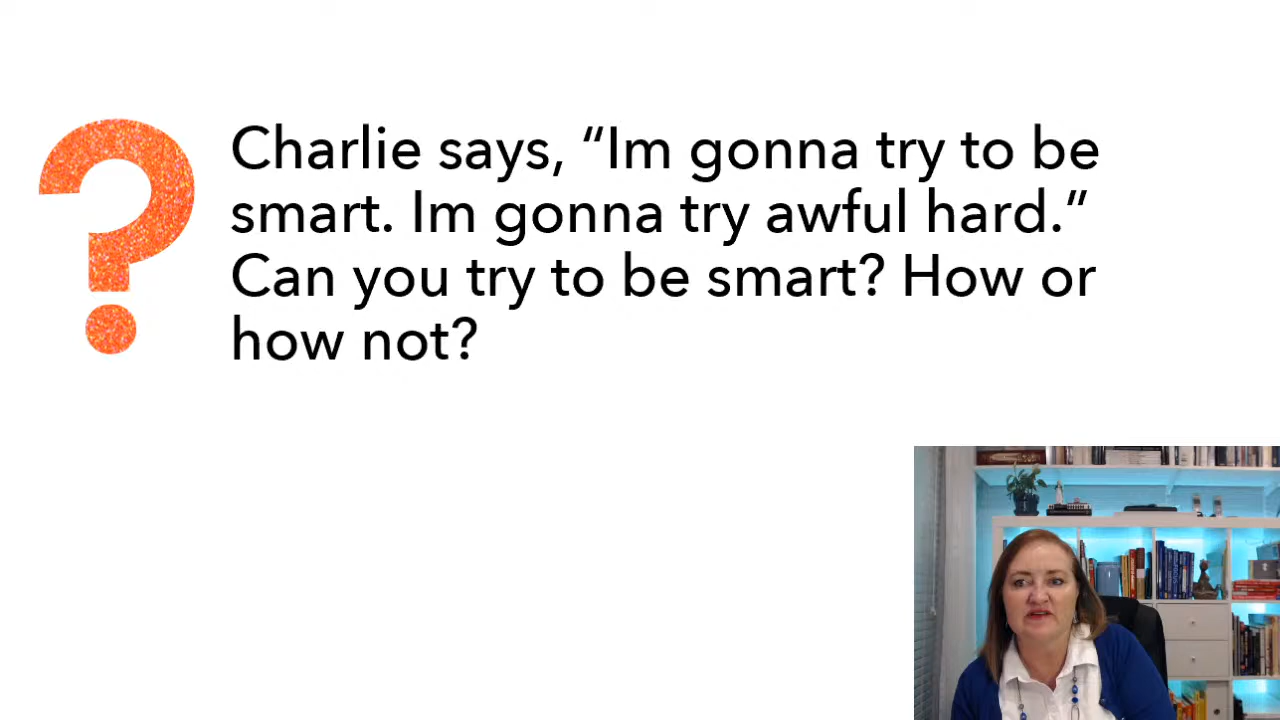 Charlie says, “Im gonna try to be
smart. Im gonna try awful hard.”
Can you try to be smart? How or
how not?